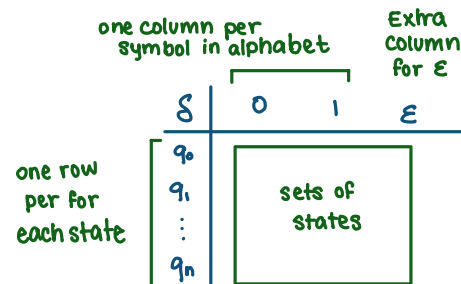 one column per
symbol in alphabet
Extra
Column
for ε
δ 0 1 ε
one row
per for
each state
q₀
q₁
⋮
qₙ
sets of
states